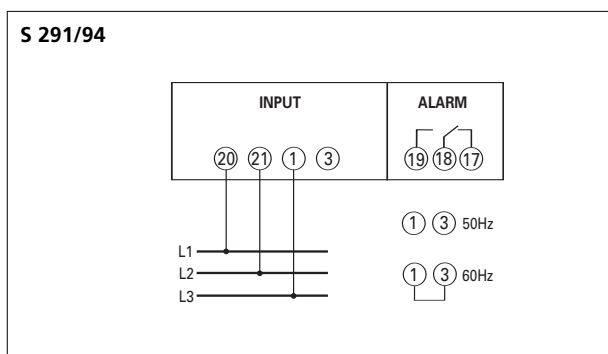 S 291/94
INPUT ALARM
20 21 1 3 19 18 17
1 3 50Hz
L1
L2
1 3 60Hz
L3